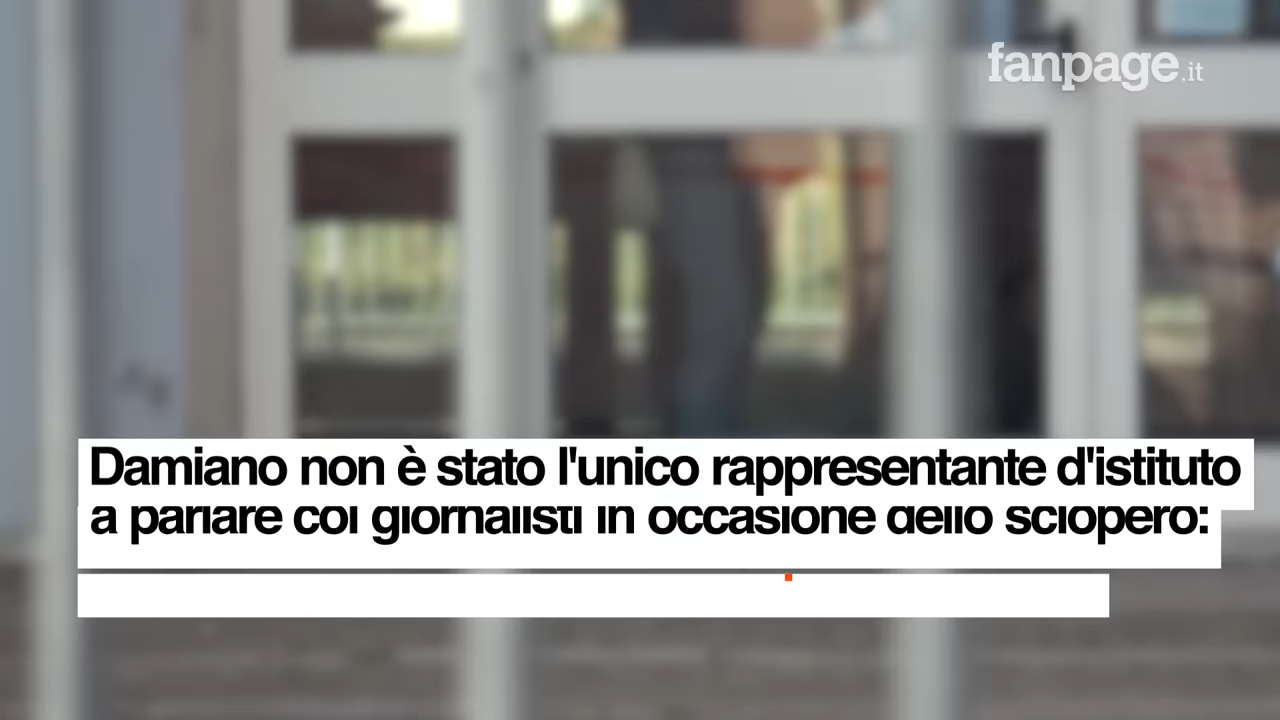 fanpage.it
Damiano non è stato l'unico rappresentante d'istituto
a parlare coi giornalisti in occasione dello sciopero: